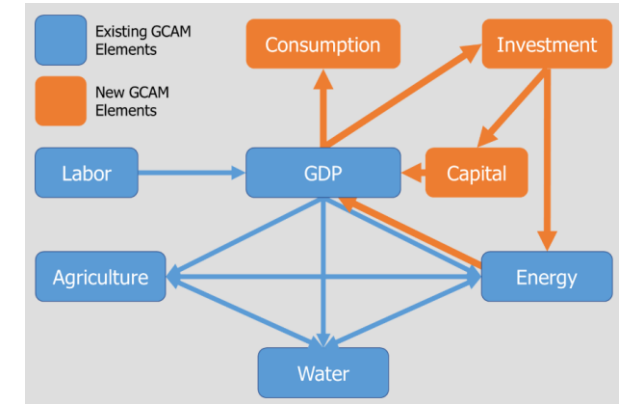 Existing GCAM
Elements
New GCAM
Elements
Consumption
Investment
Labor
GDP
Capital
Agriculture
Energy
Water